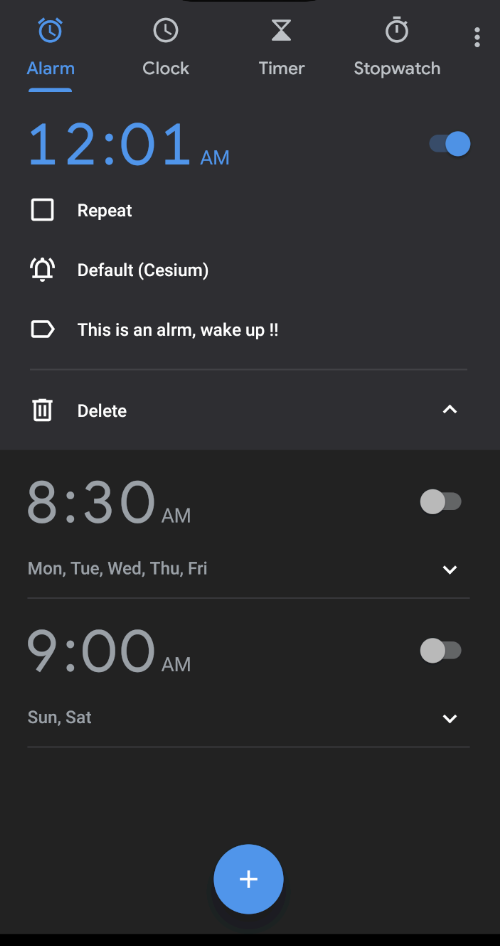 Alarm Clock Timer Stopwatch
12:01 AM
Repeat
Default (Cesium)
This is an alrm, wake up !!
Delete
8:30 AM
Mon, Tue, Wed, Thu, Fri
9:00 AM
Sun, Sat